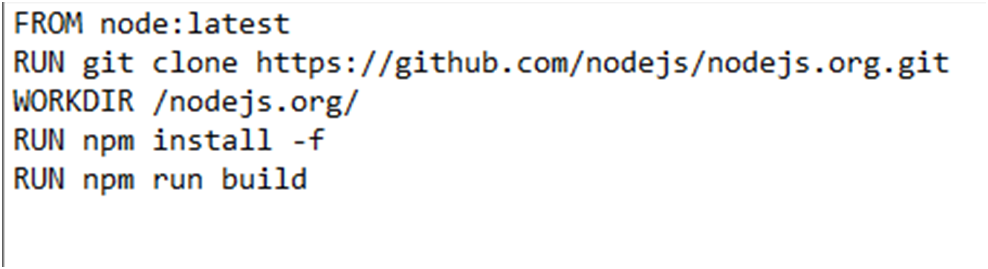 FROM node:latest
RUN git clone https://github.com/nodejs/nodejs.org.git
WORKDIR /nodejs.org/
RUN npm install -f
RUN npm run build